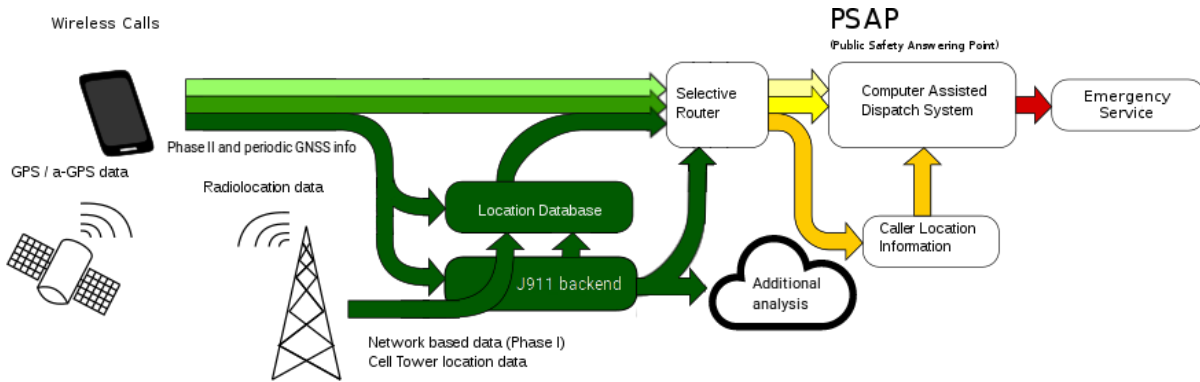 Wireless Calls
PSAP
(Public Safety Answering Point)
Selective
Router
Computer Assisted
Dispatch System
Emergency
Service
Phase II and periodic GNSS info
GPS / a-GPS data
Radiolocation data
Location Database
Caller Location
Information
J911 backend
Additional
analysis
Network based data (Phase I)
Cell Tower location data